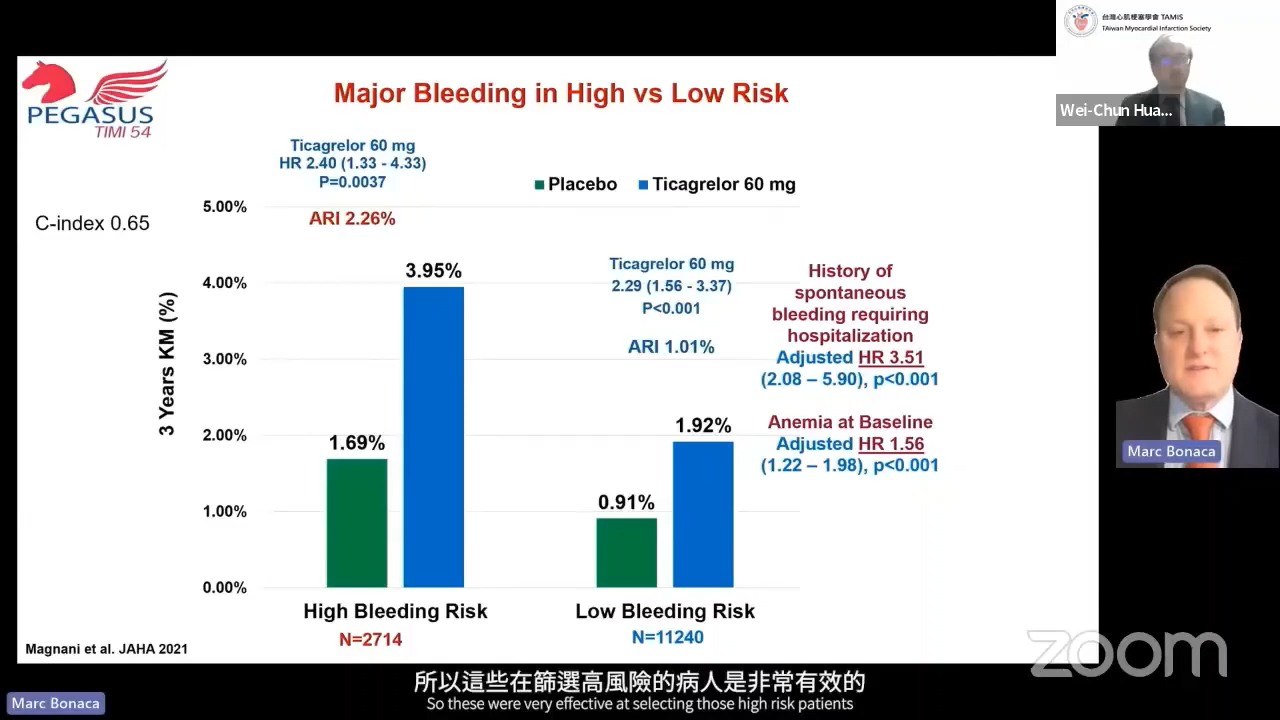 台灣心肌梗塞學會 TAMIS
TAiwan Myocardial Infarction Society
Wei-Chun Hua...
PEGASUS
TIMI 54
Major Bleeding in High vs Low Risk
Ticagrelor 60 mg
HR 2.40 (1.33 - 4.33)
P=0.0037
ARI 2.26%
Placebo
Ticagrelor 60 mg
C-index 0.65
3 Years KM (%)
5.00%
4.00%
3.00%
2.00%
1.00%
0.00%
1.69%
3.95%
High Bleeding Risk
N=2714
Ticagrelor 60 mg
2.29 (1.56 - 3.37)
P<0.001
ARI 1.01%
0.91%
1.92%
Low Bleeding Risk
N=11240
History of
spontaneous
bleeding requiring
hospitalization
Adjusted HR 3.51
(2.08 – 5.90), p<0.001
Anemia at Baseline
Adjusted HR 1.56
(1.22 – 1.98), p<0.001
Marc Bonaca
Magnani et al. JAHA 2021
zoom
所以這些在篩選高風險的病人是非常有效的
So these were very effective at selecting those high risk patients
Marc Bonaca